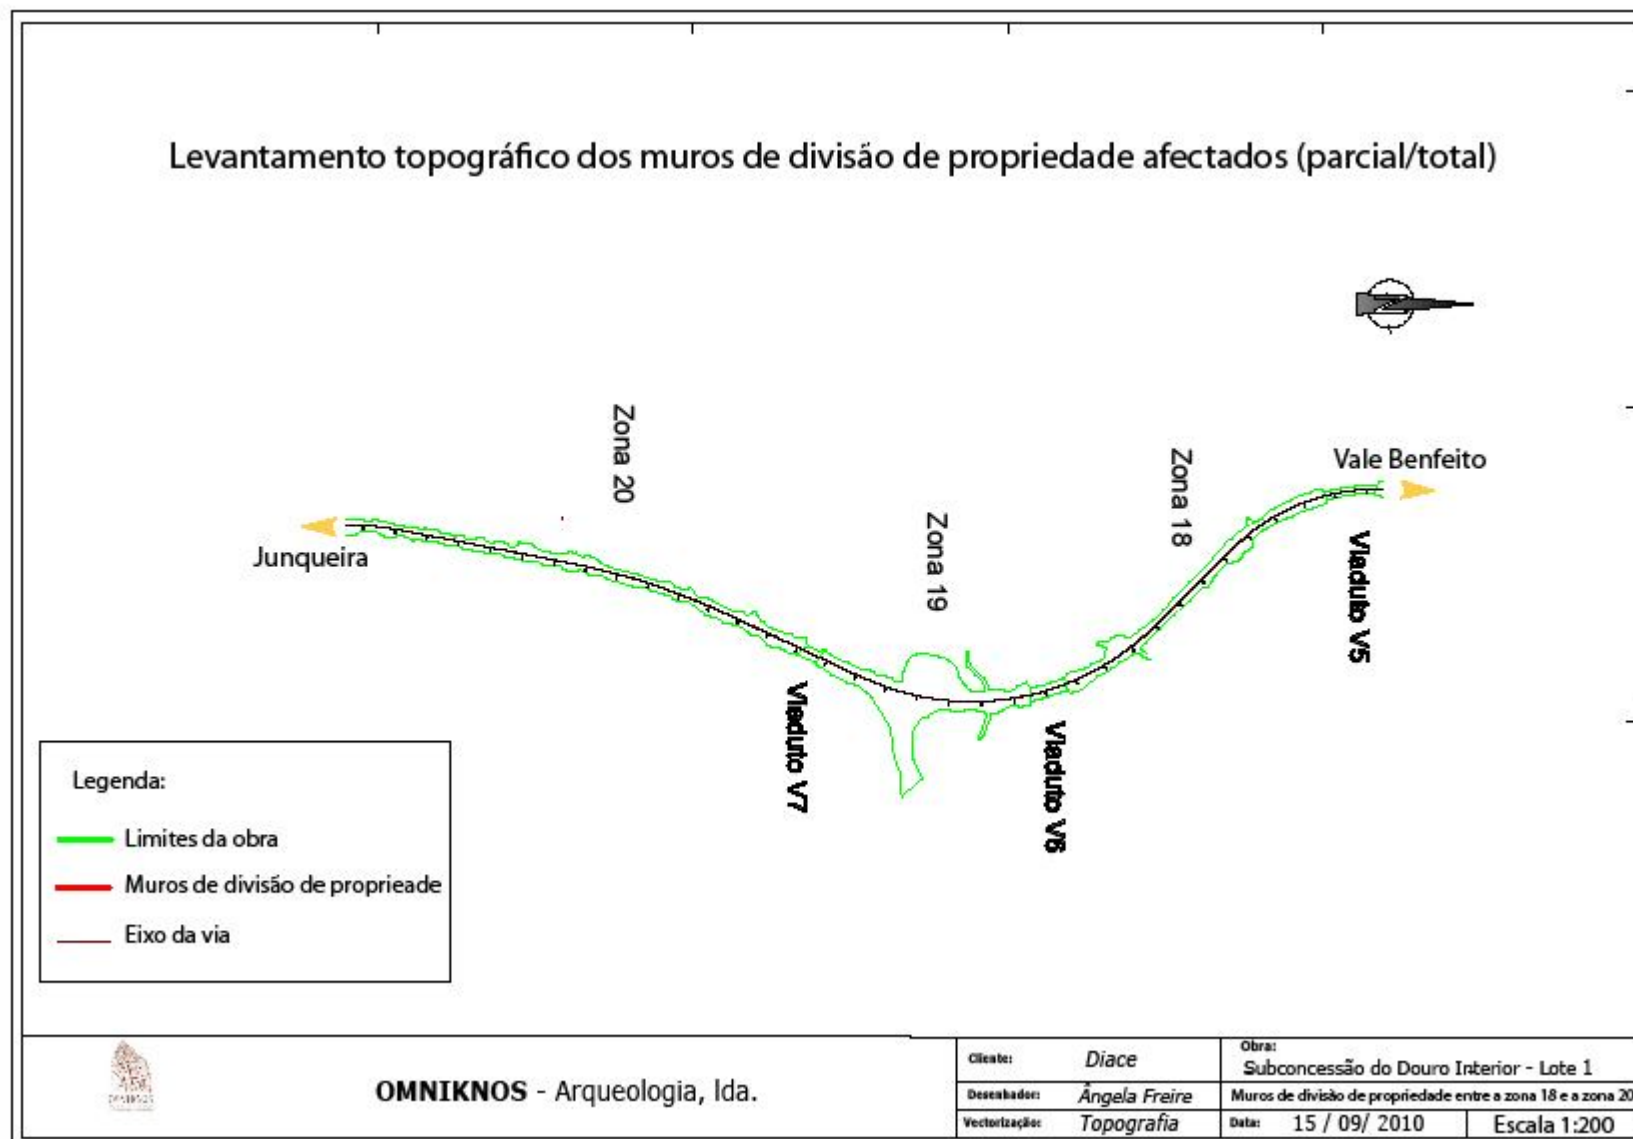 Levantamento topográfico dos muros de divisão de propriedade afectados (parcial/total)
Zona 20
Zona 19
Zona 18
Vale Benfeito
Junqueira
Viaduto V5
Viaduto V7
Viaduto V6
Legenda:
Limites da obra
Muros de divisão de proprieade
Eixo da via
OMNIKNOS
OMNIKNOS - Arqueologia, lda.
Cliente: Diace
Desenhador: Ângela Freire
Vectorização: Topografia
Obra:
Subconcessão do Douro Interior - Lote 1
Muros de divisão de propriedade entre a zona 18 e a zona 20
Data: 15 / 09/ 2010
Escala 1:200